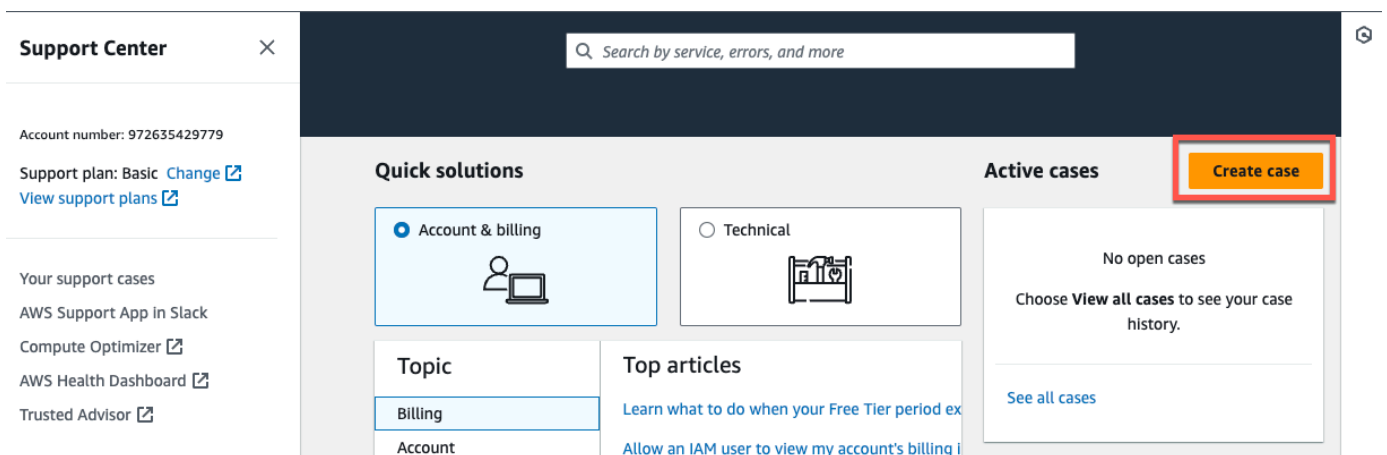 Support Center
Account number: 972635429779
Support plan: Basic Change
View support plans
Your support cases
AWS Support App in Slack
Compute Optimizer
AWS Health Dashboard
Trusted Advisor
Search by service, errors, and more
Quick solutions
Account & billing
Technical
Topic
Billing
Account
Top articles
Learn what to do when your Free Tier period ex
Allow an IAM user to view my account's billing i
Active cases
Create case
No open cases
Choose View all cases to see your case
history.
See all cases